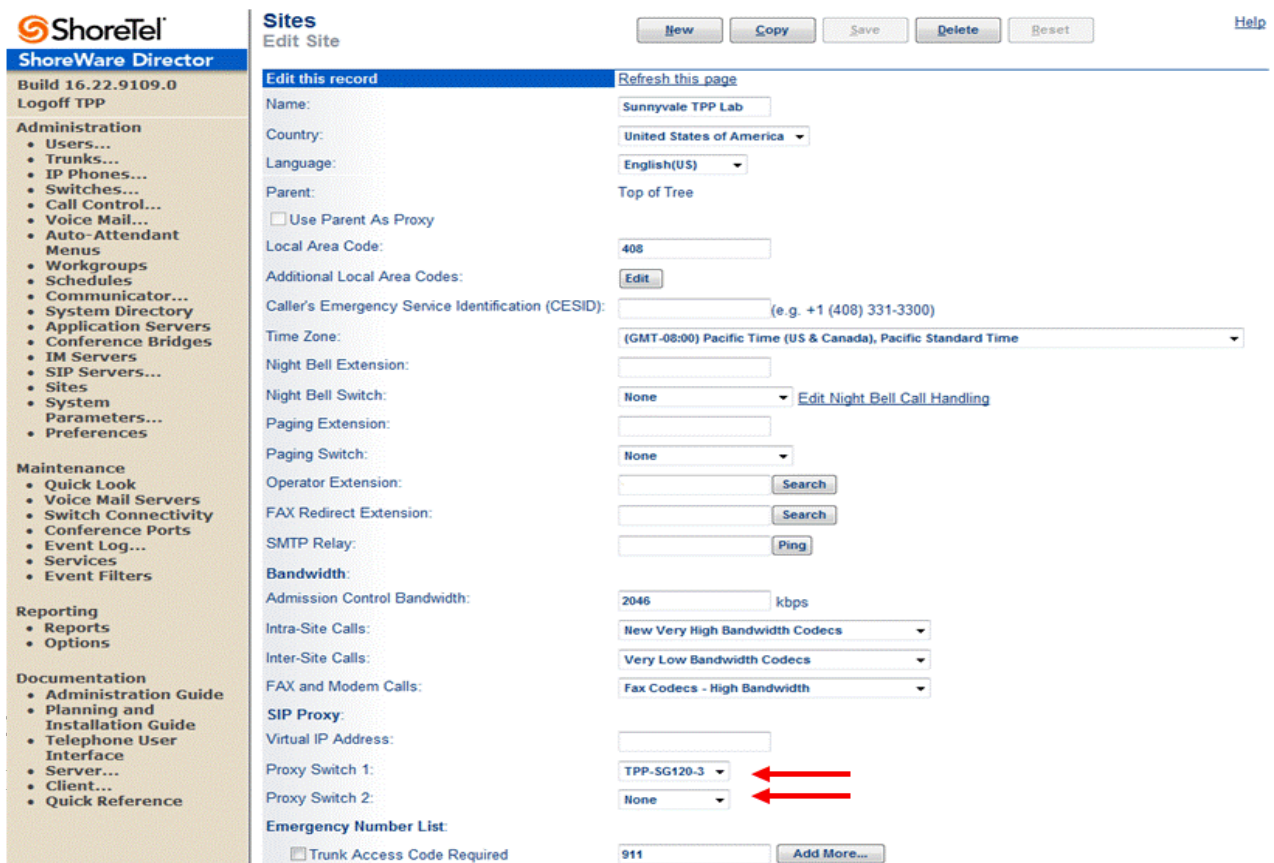 ShoreTel
ShoreWare Director
Build 16.22.9109.0
Logoff TPP
Administration
• Users...
• Trunks...
• IP Phones...
• Switches...
• Call Control...
• Voice Mail...
• Auto-Attendant
Menus
• Workgroups
• Schedules
• Communicator...
• System Directory
• Application Servers
• Conference Bridges
• IM Servers
• SIP Servers...
• Sites
• System
Parameters...
• Preferences
Maintenance
• Quick Look
• Voice Mail Servers
• Switch Connectivity
• Conference Ports
• Event Log...
• Services
• Event Filters
Reporting
• Reports
• Options
Documentation
• Administration Guide
• Planning and
Installation Guide
• Telephone User
Interface
• Server...
• Client...
• Quick Reference
Sites
Edit Site
New Copy Save Delete Reset
Help
Edit this record Refresh this page
Name: Sunnyvale TPP Lab
Country: United States of America
Language: English(US)
Parent: Top of Tree
Use Parent As Proxy
Local Area Code: 408
Additional Local Area Codes: Edit
Caller's Emergency Service Identification (CESID): (e.g. +1 (408) 331-3300)
Time Zone: (GMT-08:00) Pacific Time (US & Canada), Pacific Standard Time
Night Bell Extension:
Night Bell Switch: None Edit Night Bell Call Handling
Paging Extension:
Paging Switch: None
Operator Extension: Search
FAX Redirect Extension: Search
SMTP Relay: Ping
Bandwidth:
Admission Control Bandwidth: 2046 kbps
Intra-Site Calls: New Very High Bandwidth Codecs
Inter-Site Calls: Very Low Bandwidth Codecs
FAX and Modem Calls: Fax Codecs - High Bandwidth
SIP Proxy:
Virtual IP Address:
Proxy Switch 1: TPP-SG120-3
Proxy Switch 2: None
Emergency Number List:
Trunk Access Code Required 911 Add More...